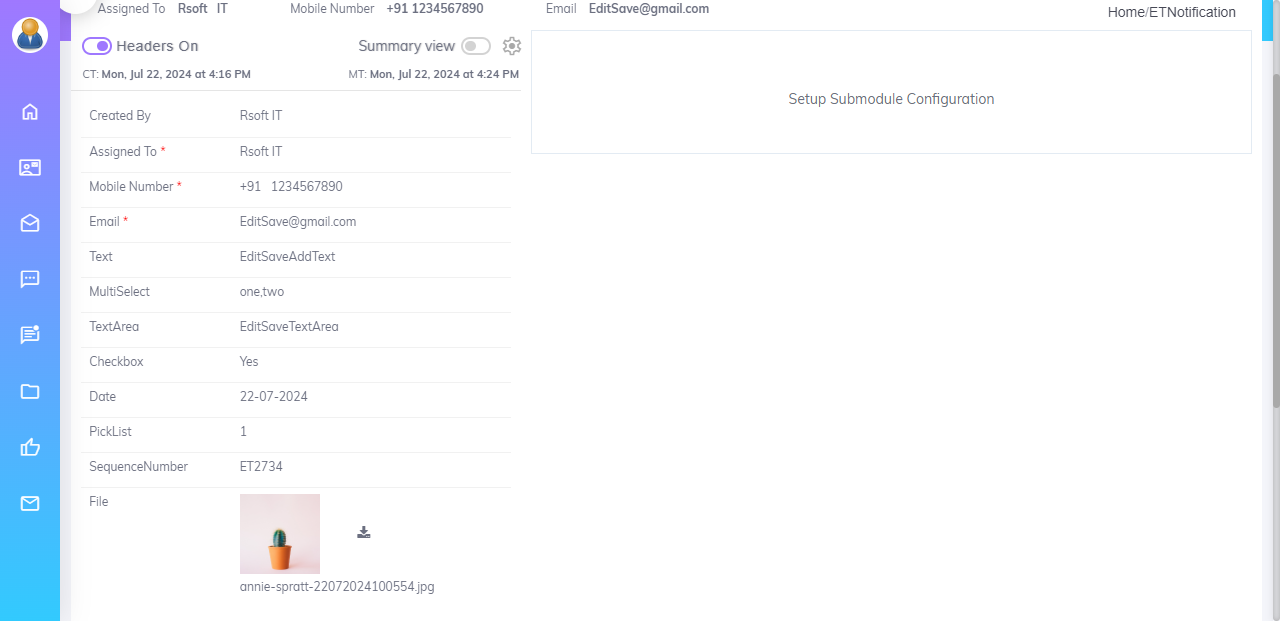 Assigned To Rsoft IT Mobile Number +91 1234567890 Email EditSave@gmail.com
Home/ETNotification
Headers On Summary view
CT: Mon, Jul 22, 2024 at 4:16 PM MT: Mon, Jul 22, 2024 at 4:24 PM
Setup Submodule Configuration
Created By Rsoft IT
Assigned To * Rsoft IT
Mobile Number * +91 1234567890
Email * EditSave@gmail.com
Text EditSaveAddText
MultiSelect one,two
TextArea EditSaveTextArea
Checkbox Yes
Date 22-07-2024
PickList 1
SequenceNumber ET2734
File
annie-spratt-22072024100554.jpg